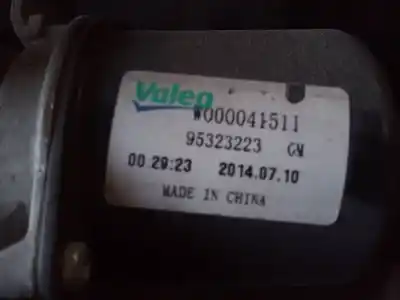 Valeo
W000041511
95323223 GM
00:29:23 2014.07.10
MADE IN CHINA